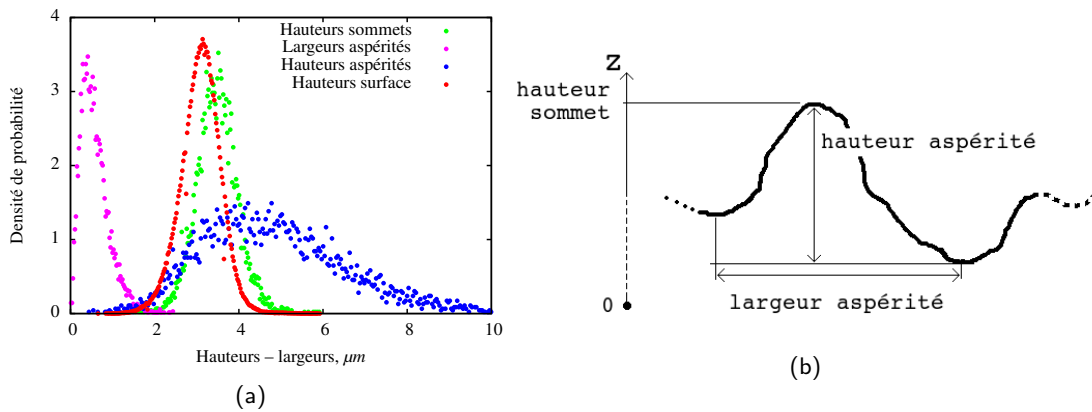 4
3
2
1
0
0
2
4
6
8
10
Densité de probabilité
Hauteurs – largeurs, μm
Hauteurs sommets
Largeurs aspérités
Hauteurs aspérités
Hauteurs surface
(a)
Z
hauteur
sommet
hauteur aspérité
0
largeur aspérité
(b)